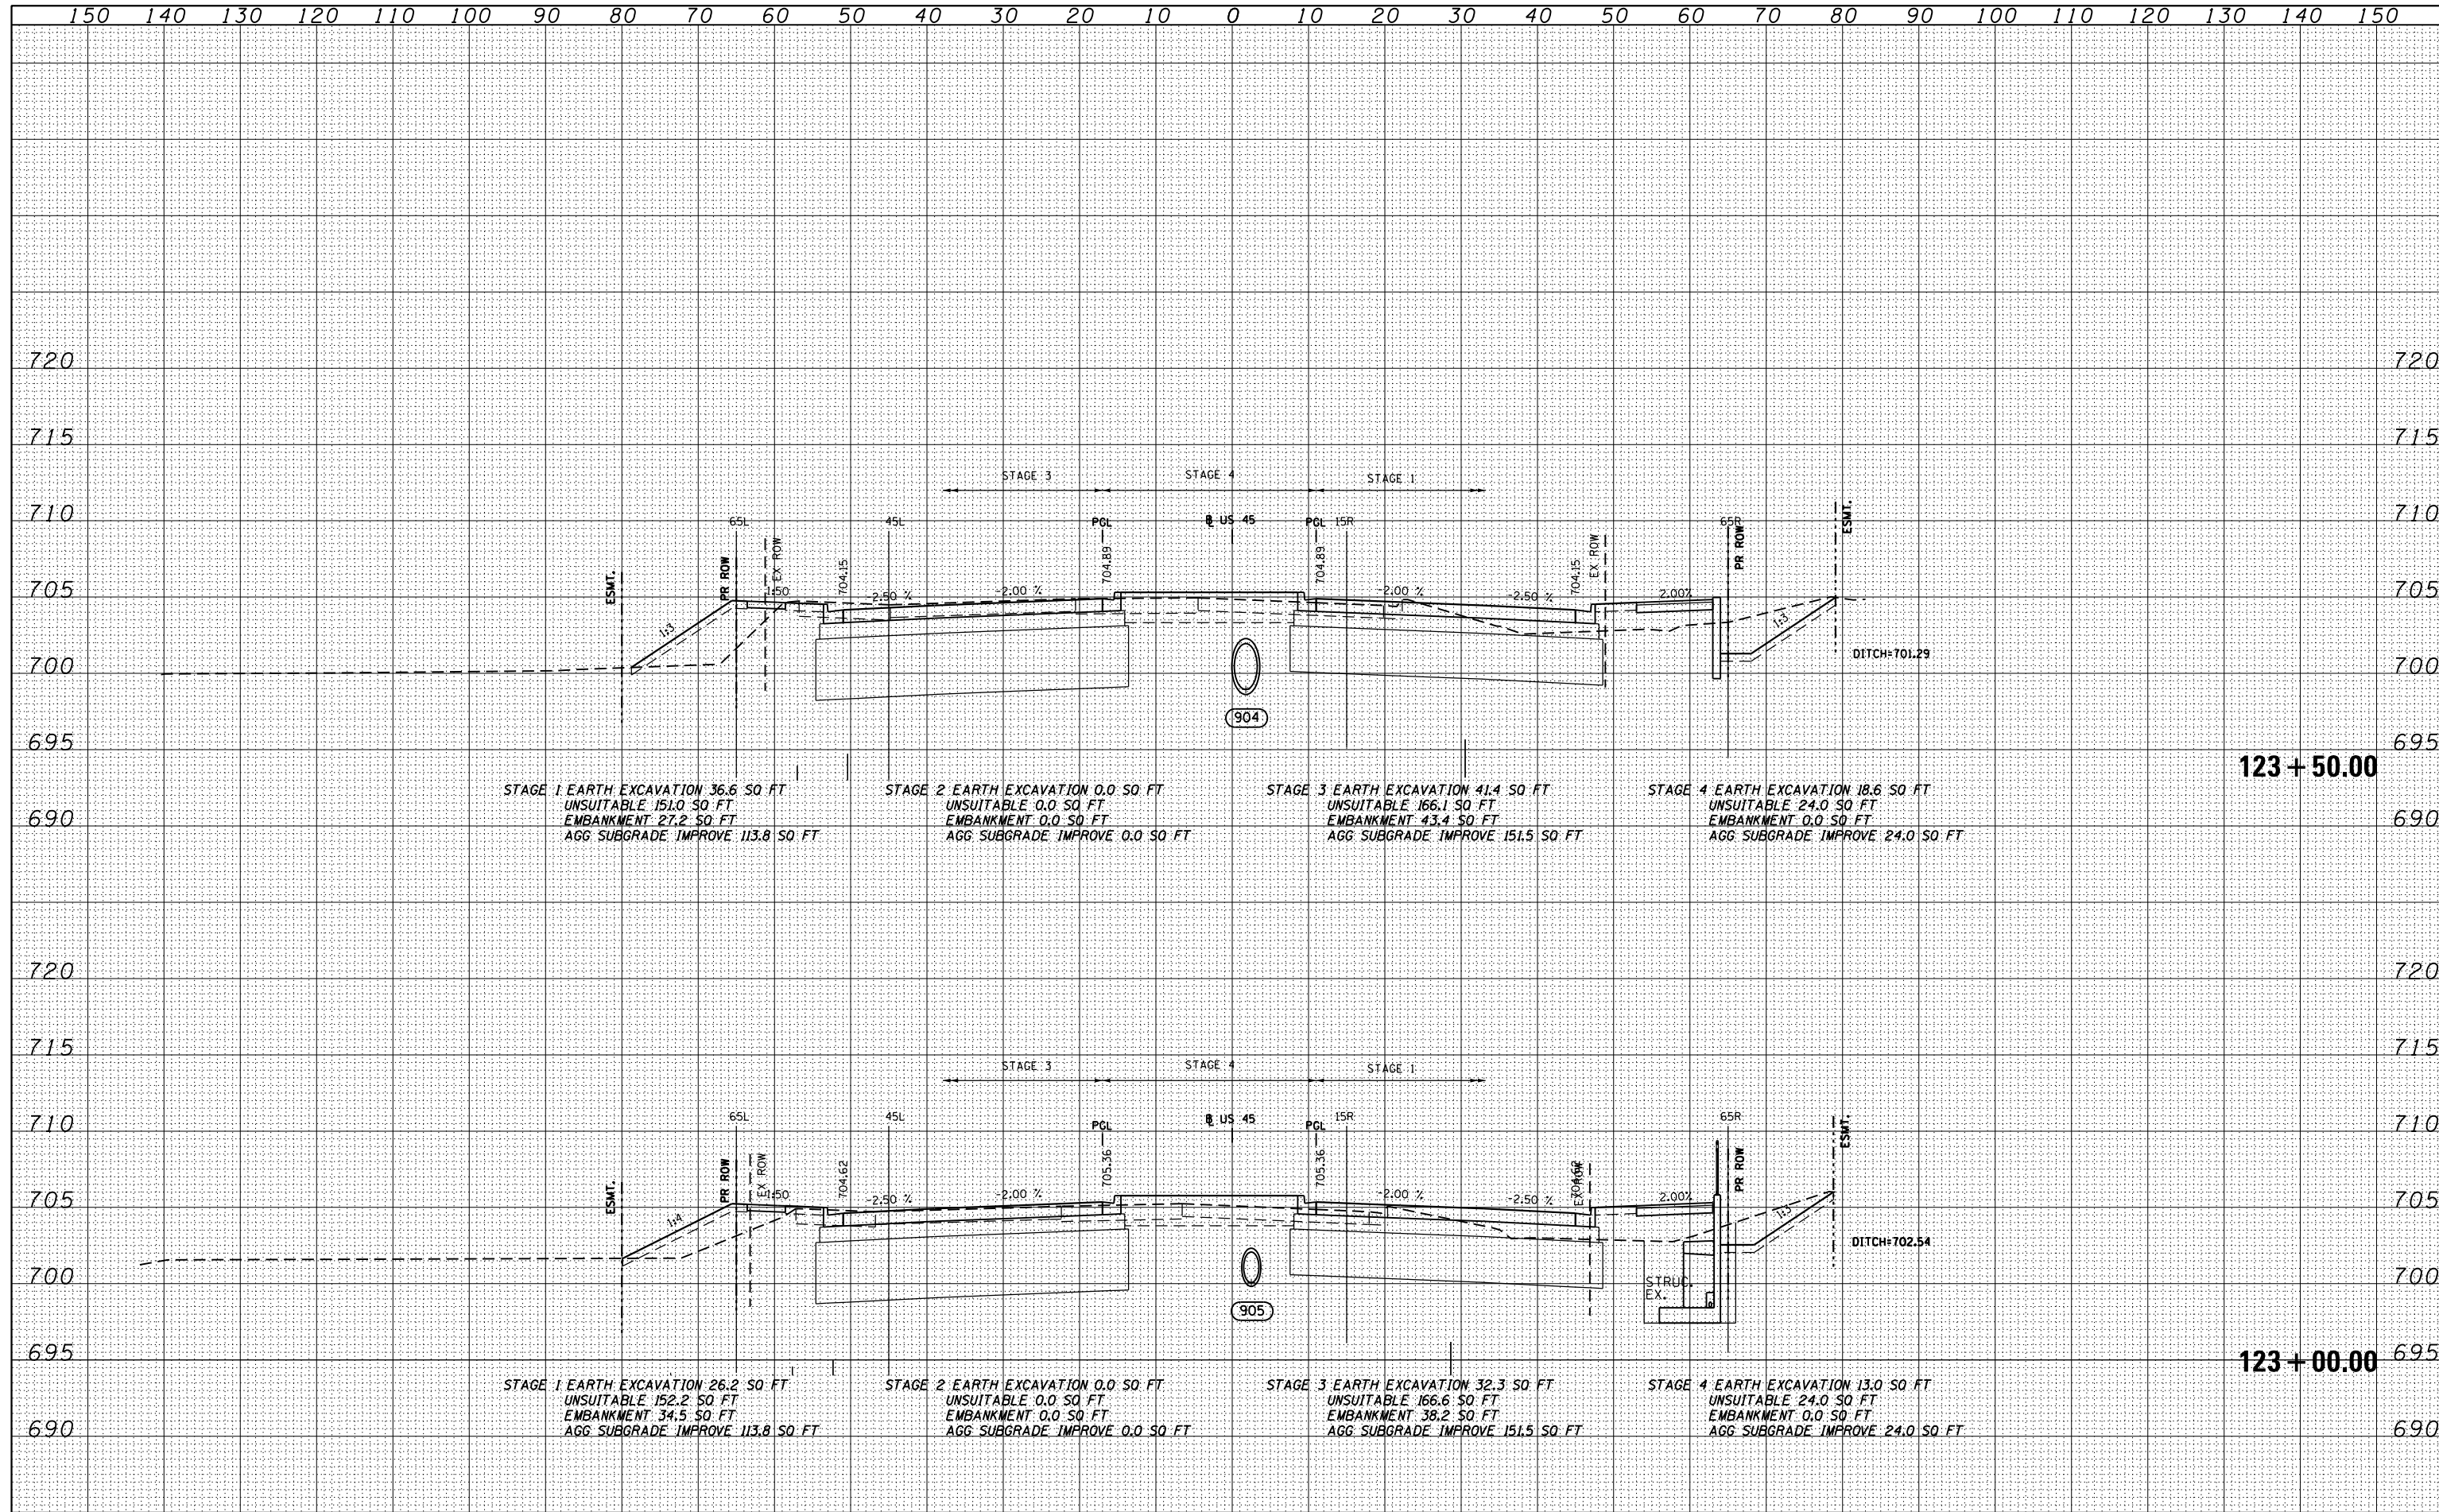 150 140 130 120 110 100 90 80 70 60 50 40 30 20 10 0 10 20 30 40 50 60 70 80 90 100 110 120 130 140 150
720 720
715 715
STAGE 3 STAGE 4 STAGE 1
710 710
65L 45L PGL ℄ US 45 PGL 15R 65R ESMT.
ESMT. PR ROW EX ROW 704.15 704.89 704.89 704.15 EX ROW PR ROW
705 705
1:50 -2.50 % -2.00 % -2.00 % -2.50 % 2.00%
1:3 1:3
DITCH=701.29
700 700
904
695 695
123 + 50.00
STAGE 1 EARTH EXCAVATION 36.6 SQ FT
UNSUITABLE 151.0 SQ FT
EMBANKMENT 27.2 SQ FT
AGG SUBGRADE IMPROVE 113.8 SQ FT
STAGE 2 EARTH EXCAVATION 0.0 SQ FT
UNSUITABLE 0.0 SQ FT
EMBANKMENT 0.0 SQ FT
AGG SUBGRADE IMPROVE 0.0 SQ FT
STAGE 3 EARTH EXCAVATION 41.4 SQ FT
UNSUITABLE 166.1 SQ FT
EMBANKMENT 43.4 SQ FT
AGG SUBGRADE IMPROVE 151.5 SQ FT
STAGE 4 EARTH EXCAVATION 18.6 SQ FT
UNSUITABLE 24.0 SQ FT
EMBANKMENT 0.0 SQ FT
AGG SUBGRADE IMPROVE 24.0 SQ FT
690 690
720 720
715 715
STAGE 3 STAGE 4 STAGE 1
710 710
65L 45L PGL ℄ US 45 PGL 15R 65R ESMT.
ESMT. PR ROW EX ROW 704.62 705.36 705.36 704.62 EX ROW PR ROW
705 705
1:50 -2.50 % -2.00 % -2.00 % -2.50 % 2.00%
1:4 1:3
DITCH=702.54
700 700
STRUC.
EX.
905
695 695
123 + 00.00
STAGE 1 EARTH EXCAVATION 26.2 SQ FT
UNSUITABLE 152.2 SQ FT
EMBANKMENT 34.5 SQ FT
AGG SUBGRADE IMPROVE 113.8 SQ FT
STAGE 2 EARTH EXCAVATION 0.0 SQ FT
UNSUITABLE 0.0 SQ FT
EMBANKMENT 0.0 SQ FT
AGG SUBGRADE IMPROVE 0.0 SQ FT
STAGE 3 EARTH EXCAVATION 32.3 SQ FT
UNSUITABLE 166.6 SQ FT
EMBANKMENT 38.2 SQ FT
AGG SUBGRADE IMPROVE 151.5 SQ FT
STAGE 4 EARTH EXCAVATION 13.0 SQ FT
UNSUITABLE 24.0 SQ FT
EMBANKMENT 0.0 SQ FT
AGG SUBGRADE IMPROVE 24.0 SQ FT
690 690